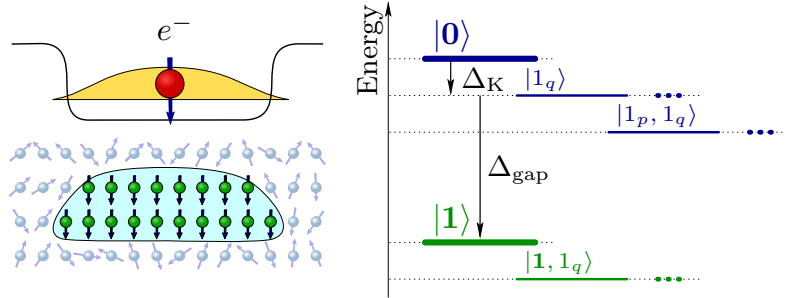 e⁻
Energy
|0⟩
Δ_K
|1_q⟩
|1_p, 1_q⟩
Δ_gap
|1⟩
|1, 1_q⟩